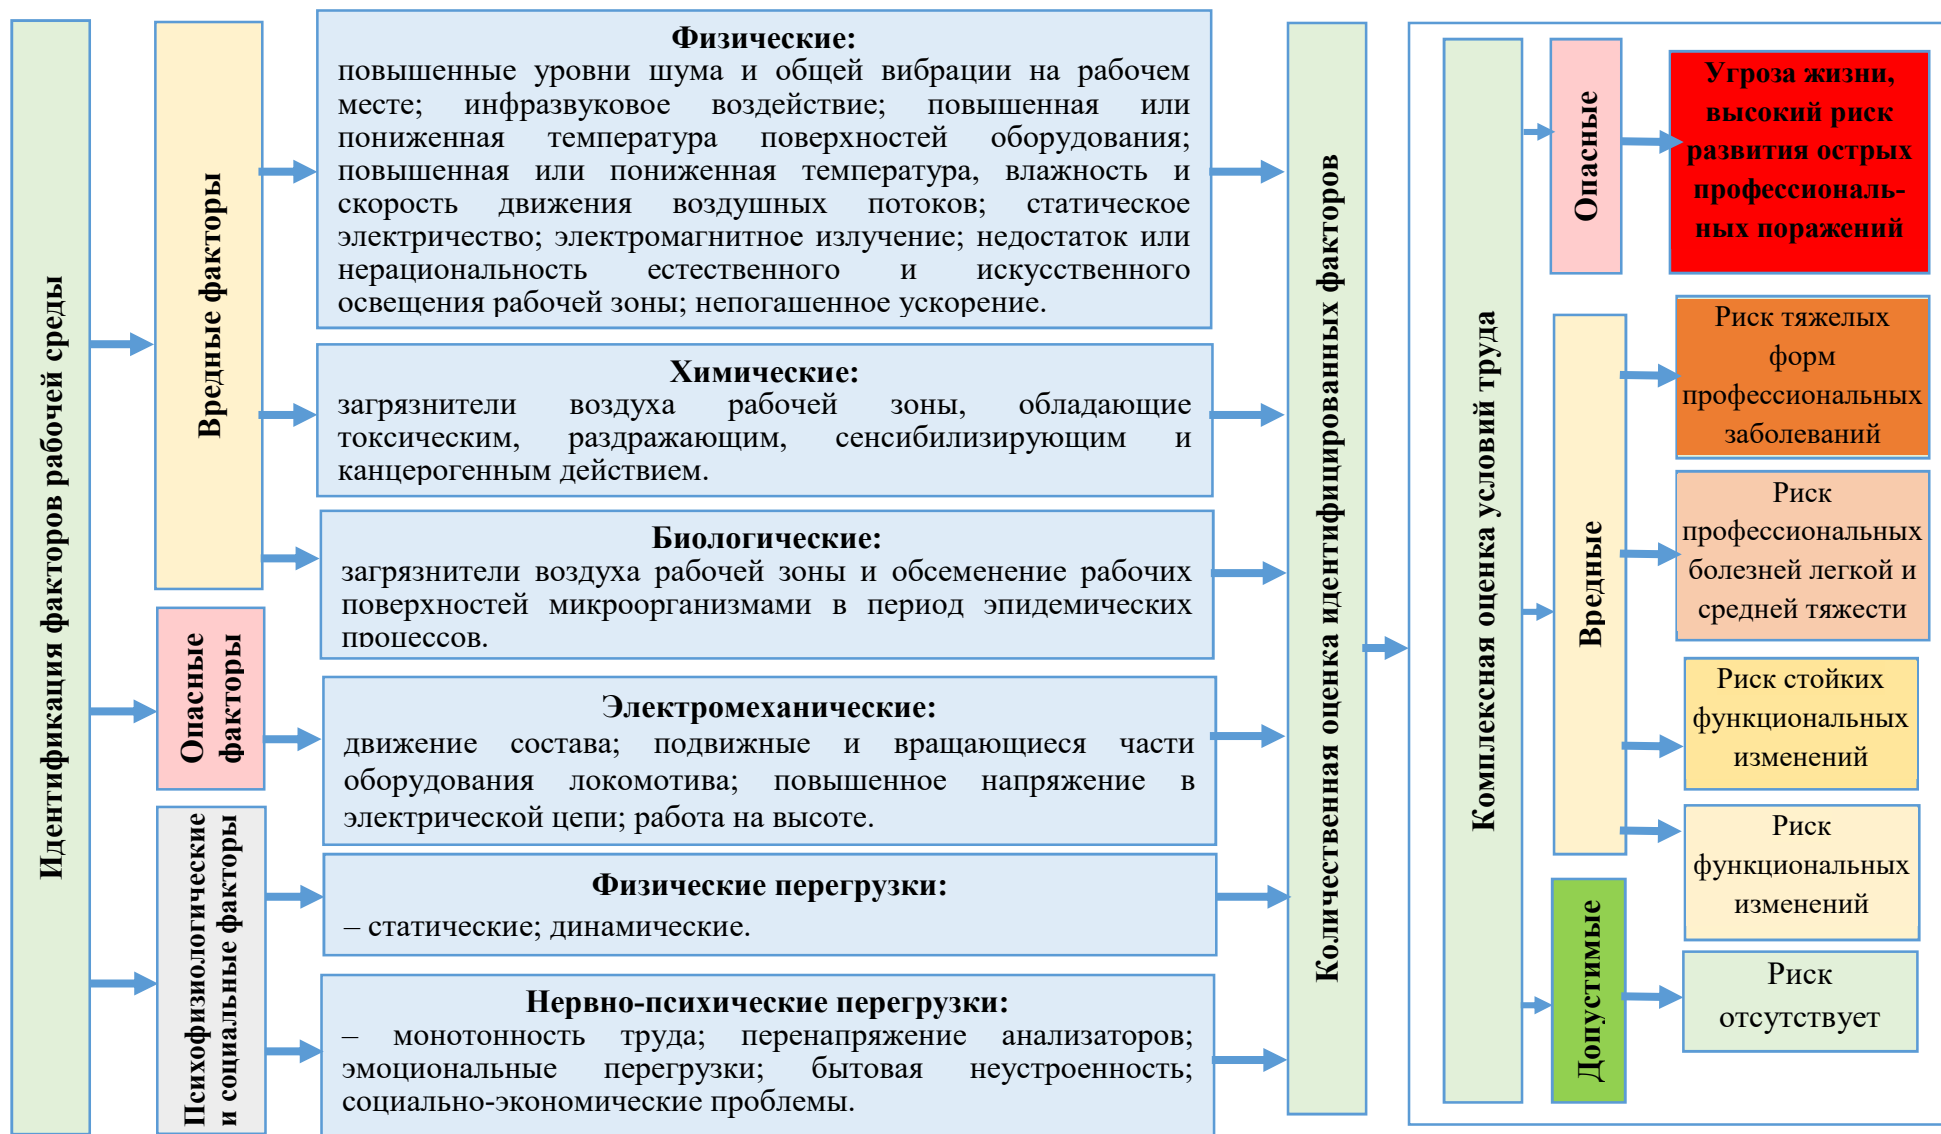 Идентификация факторов рабочей среды
Вредные факторы
Опасные
факторы
Психофизиологические
и социальные факторы
Физические:
повышенные уровни шума и общей вибрации на рабочем
месте; инфразвуковое воздействие; повышенная или
пониженная температура поверхностей оборудования;
повышенная или пониженная температура, влажность и
скорость движения воздушных потоков; статическое
электричество; электромагнитное излучение; недостаток или
нерациональность естественного и искусственного
освещения рабочей зоны; непогашенное ускорение.
Химические:
загрязнители воздуха рабочей зоны, обладающие
токсическим, раздражающим, сенсибилизирующим и
канцерогенным действием.
Биологические:
загрязнители воздуха рабочей зоны и обсеменение рабочих
поверхностей микроорганизмами в период эпидемических
процессов.
Электромеханические:
движение состава; подвижные и вращающиеся части
оборудования локомотива; повышенное напряжение в
электрической цепи; работа на высоте.
Физические перегрузки:
– статические; динамические.
Нервно-психические перегрузки:
– монотонность труда; перенапряжение анализаторов;
эмоциональные перегрузки; бытовая неустроенность;
социально-экономические проблемы.
Количественная оценка идентифицированных факторов
Комплексная оценка условий труда
Опасные
Вредные
Допустимые
Угроза жизни,
высокий риск
развития острых
профессиональ-
ных поражений
Риск тяжелых
форм
профессиональных
заболеваний
Риск
профессиональных
болезней легкой и
средней тяжести
Риск стойких
функциональных
изменений
Риск
функциональных
изменений
Риск
отсутствует